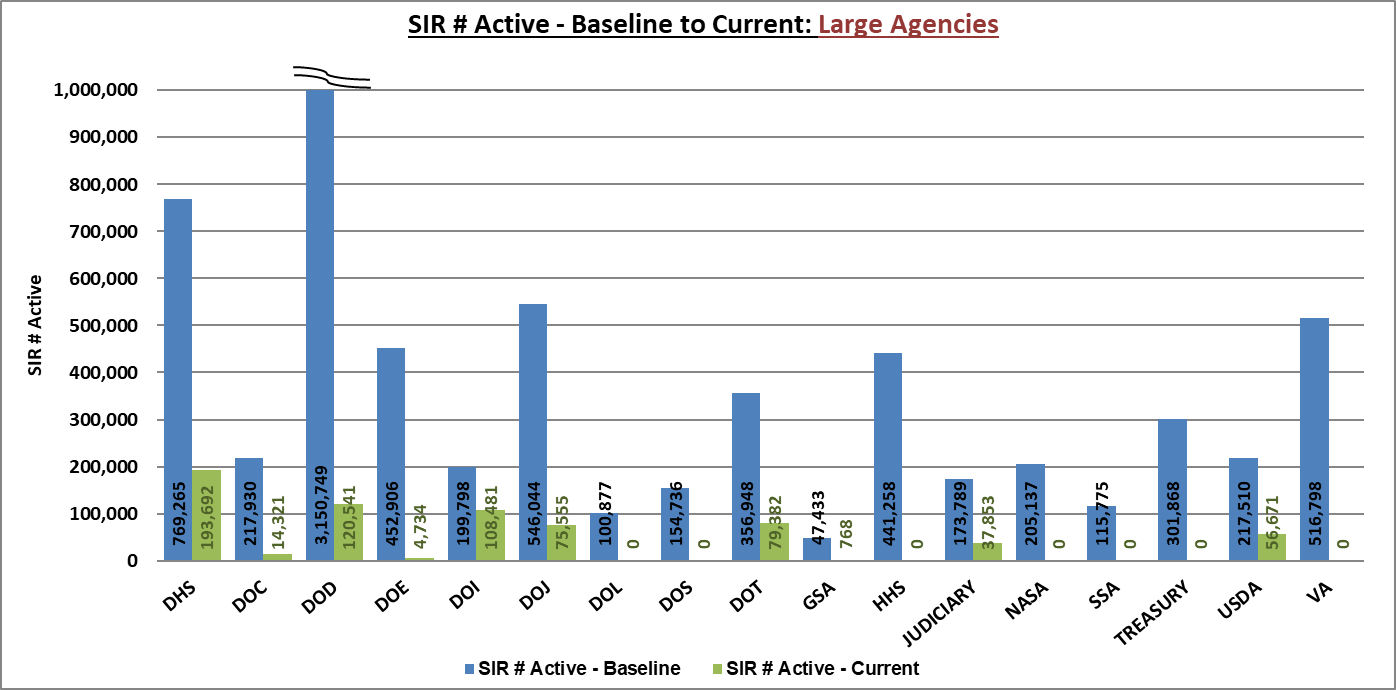 SIR # Active - Baseline to Current: Large Agencies
SIR # Active
1,000,000
900,000
800,000
700,000
600,000
500,000
400,000
300,000
200,000
100,000
0
769,265
193,692
217,930
14,321
3,150,749
120,541
452,906
4,734
199,798
108,481
546,044
75,555
100,877
0
154,736
0
356,948
79,382
47,433
768
441,258
0
173,789
37,853
205,137
0
115,775
0
301,868
0
217,510
56,671
516,798
0
DHS
DOC
DOD
DOE
DOI
DOJ
DOL
DOS
DOT
GSA
HHS
JUDICIARY
NASA
SSA
TREASURY
USDA
VA
SIR # Active - Baseline
SIR # Active - Current